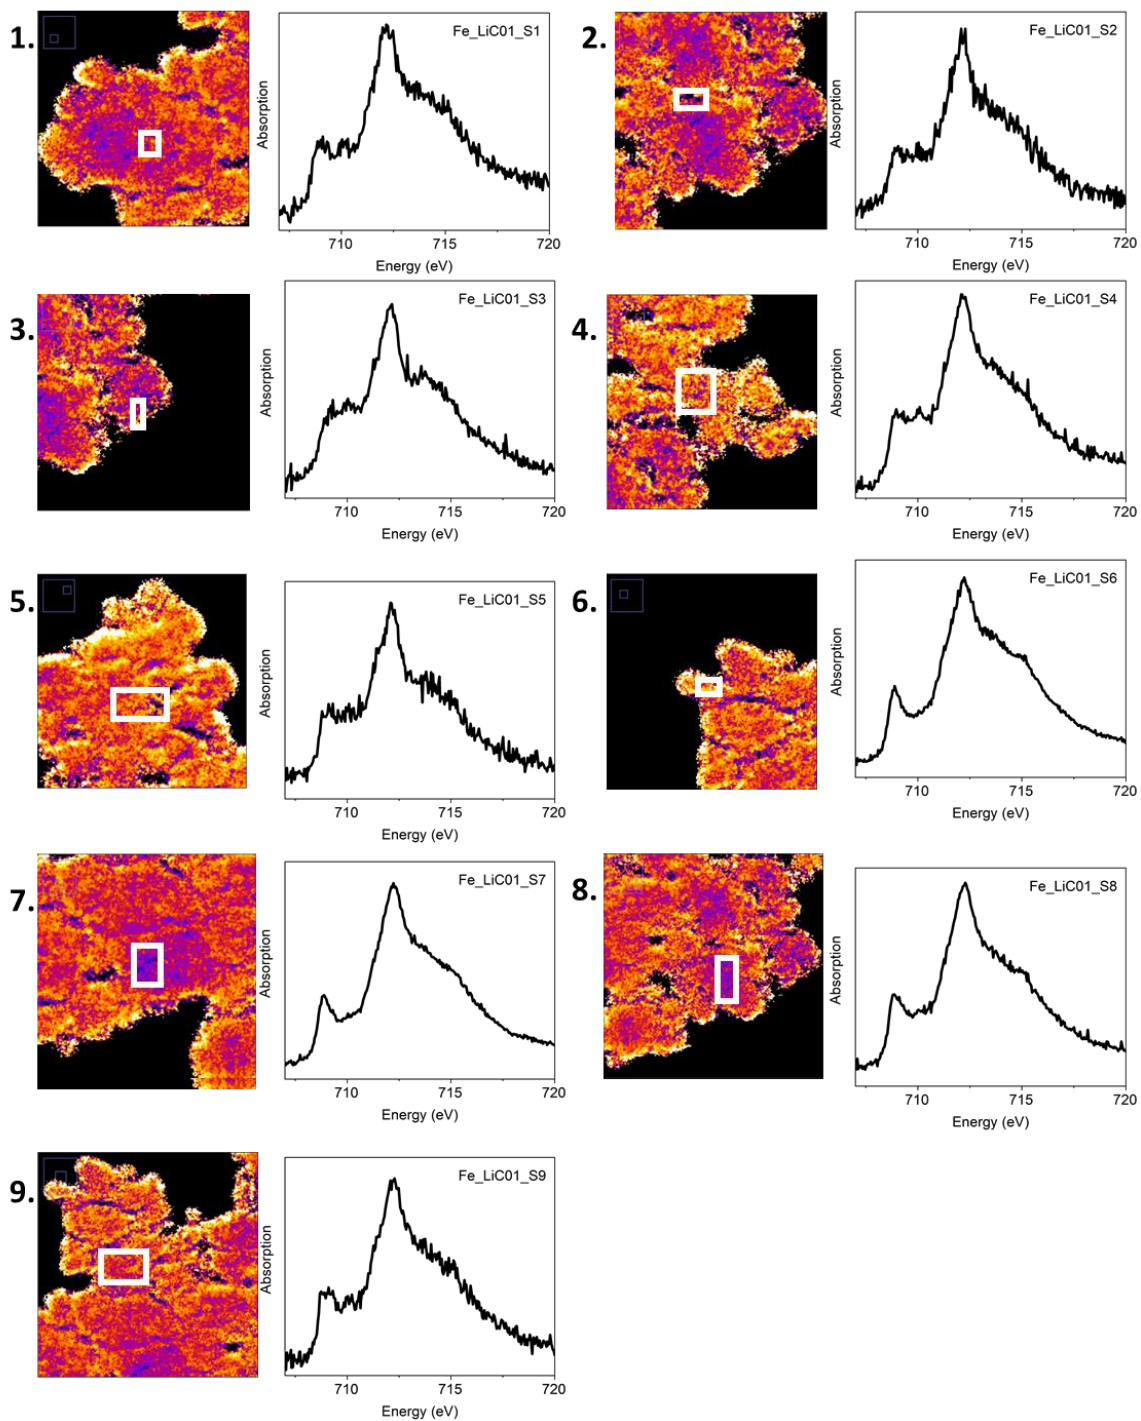 1.
Absorption
Fe_LiC01_S1
710
715
720
Energy (eV)
2.
Absorption
Fe_LiC01_S2
710
715
720
Energy (eV)
3.
Absorption
Fe_LiC01_S3
710
715
720
Energy (eV)
4.
Absorption
Fe_LiC01_S4
710
715
720
Energy (eV)
5.
Absorption
Fe_LiC01_S5
710
715
720
Energy (eV)
6.
Absorption
Fe_LiC01_S6
710
715
720
Energy (eV)
7.
Absorption
Fe_LiC01_S7
710
715
720
Energy (eV)
8.
Absorption
Fe_LiC01_S8
710
715
720
Energy (eV)
9.
Absorption
Fe_LiC01_S9
710
715
720
Energy (eV)